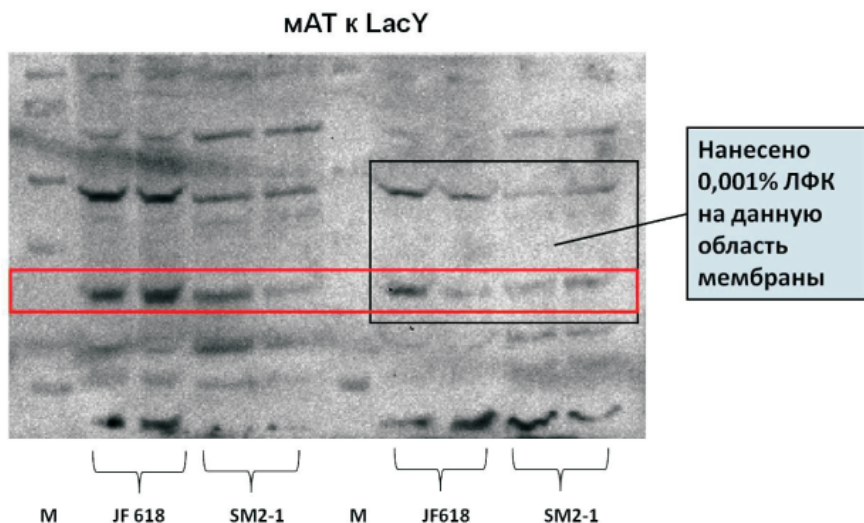 мАТ к LacY
Нанесено
0,001% ЛФК
на данную
область
мембраны
М JF 618 SM2-1 М JF618 SM2-1